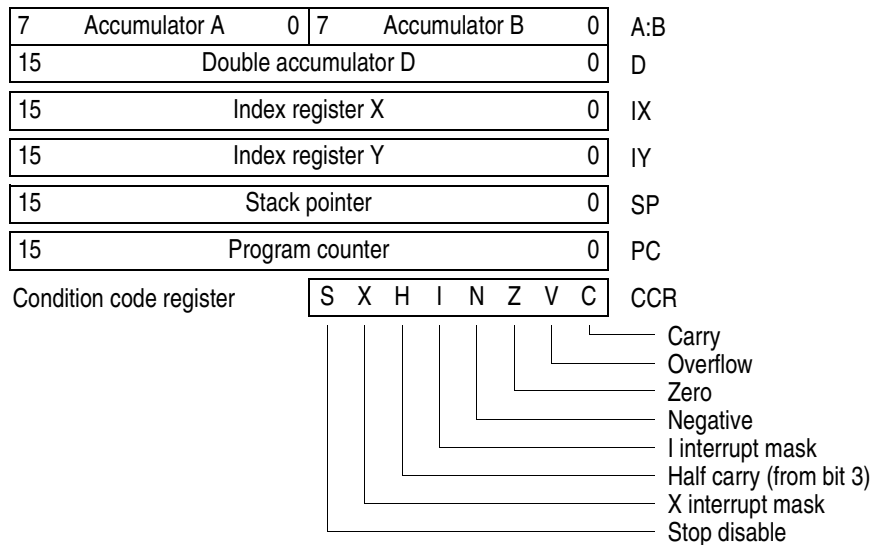 7 Accumulator A 0 7 Accumulator B 0 A:B
15 Double accumulator D 0 D
15 Index register X 0 IX
15 Index register Y 0 IY
15 Stack pointer 0 SP
15 Program counter 0 PC
Condition code register S X H I N Z V C CCR
Carry
Overflow
Zero
Negative
I interrupt mask
Half carry (from bit 3)
X interrupt mask
Stop disable